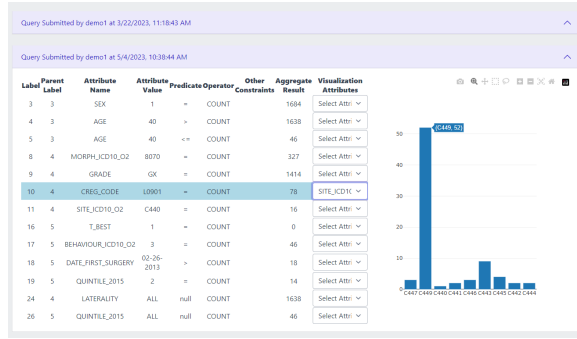 Query Submitted by demo1 at 3/22/2023, 11:18:43 AM
Query Submitted by demo1 at 5/4/2023, 10:38:44 AM
Label Parent Label Attribute Name Attribute Value Predicate Operator Other Constraints Aggregate Result Visualization Attributes
3 3 SEX 1 = COUNT 1684 Select Attri
4 3 AGE 40 > COUNT 1638 Select Attri
5 3 AGE 40 <= COUNT 46 Select Attri
8 4 MORPH_ICD10_O2 8070 = COUNT 327 Select Attri
9 4 GRADE GX = COUNT 1414 Select Attri
10 4 CREG_CODE L0901 = COUNT 78 SITE_ICD1(
11 4 SITE_ICD10_O2 C440 = COUNT 16 Select Attri
16 5 T_BEST 1 = COUNT 0 Select Attri
17 5 BEHAVIOUR_ICD10_O2 3 = COUNT 46 Select Attri
18 5 DATE_FIRST_SURGERY 02-26-2013 > COUNT 18 Select Attri
19 5 QUINTILE_2015 2 = COUNT 14 Select Attri
24 4 LATERALITY ALL null COUNT 1638 Select Attri
26 5 QUINTILE_2015 ALL null COUNT 46 Select Attri
(C449, 52)
50
40
30
20
10
0
C447 C449 C440 C441 C446 C443 C445 C442 C444